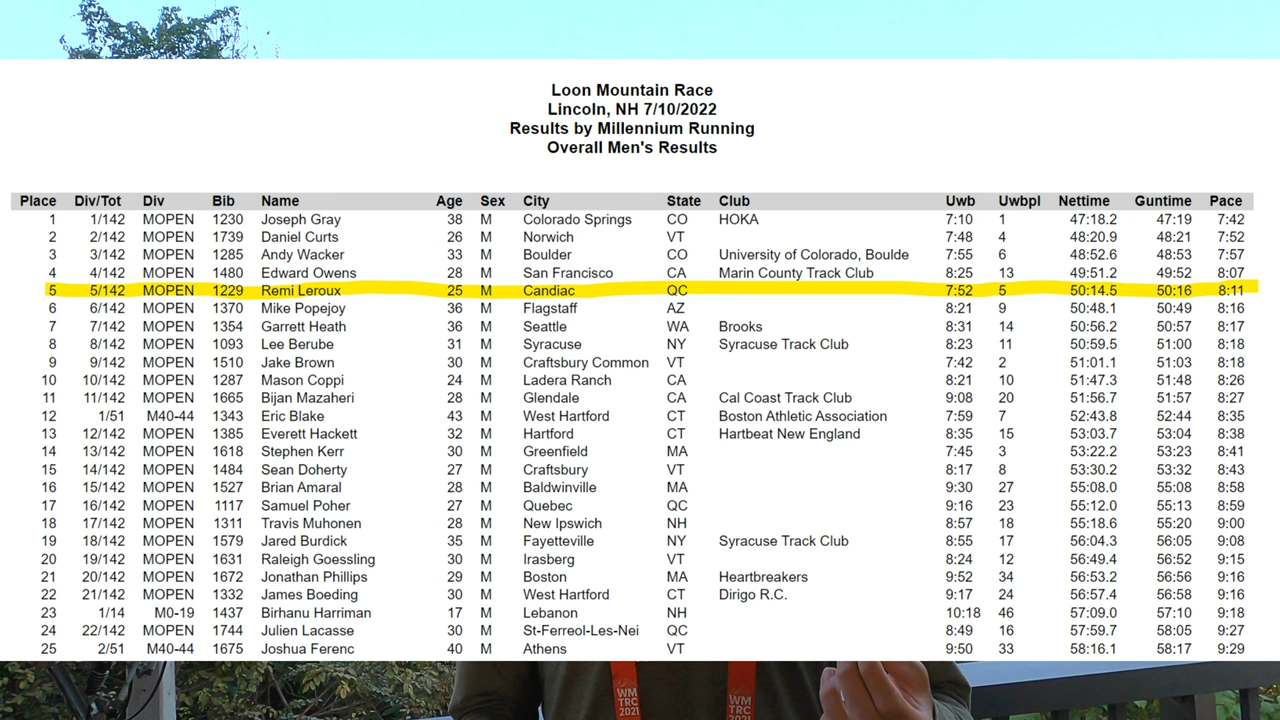 Loon Mountain Race
Lincoln, NH 7/10/2022
Results by Millennium Running
Overall Men's Results
Place Div/Tot Div Bib Name Age Sex City State Club Uwb Uwbpl Nettime Guntime Pace
1 1/142 MOPEN 1230 Joseph Gray 38 M Colorado Springs CO HOKA 7:10 1 47:18.2 47:19 7:42
2 2/142 MOPEN 1739 Daniel Curts 26 M Norwich VT 7:48 4 48:20.9 48:21 7:52
3 3/142 MOPEN 1285 Andy Wacker 33 M Boulder CO University of Colorado, Boulde 7:55 6 48:52.6 48:53 7:57
4 4/142 MOPEN 1480 Edward Owens 28 M San Francisco CA Marin County Track Club 8:25 13 49:51.2 49:52 8:07
5 5/142 MOPEN 1229 Remi Leroux 25 M Candiac QC 7:52 5 50:14.5 50:16 8:11
6 6/142 MOPEN 1370 Mike Popejoy 36 M Flagstaff AZ 8:21 9 50:48.1 50:49 8:16
7 7/142 MOPEN 1354 Garrett Heath 36 M Seattle WA Brooks 8:31 14 50:56.2 50:57 8:17
8 8/142 MOPEN 1093 Lee Berube 31 M Syracuse NY Syracuse Track Club 8:23 11 50:59.5 51:00 8:18
9 9/142 MOPEN 1510 Jake Brown 30 M Craftsbury Common VT 7:42 2 51:01.1 51:03 8:18
10 10/142 MOPEN 1287 Mason Coppi 24 M Ladera Ranch CA 8:21 10 51:47.3 51:48 8:26
11 11/142 MOPEN 1665 Bijan Mazaheri 28 M Glendale CA Cal Coast Track Club 9:08 20 51:56.7 51:57 8:27
12 1/51 M40-44 1343 Eric Blake 43 M West Hartford CT Boston Athletic Association 7:59 7 52:43.8 52:44 8:35
13 12/142 MOPEN 1385 Everett Hackett 32 M Hartford CT Hartbeat New England 8:35 15 53:03.7 53:04 8:38
14 13/142 MOPEN 1618 Stephen Kerr 30 M Greenfield MA 7:45 3 53:22.2 53:23 8:41
15 14/142 MOPEN 1484 Sean Doherty 27 M Craftsbury VT 8:17 8 53:30.2 53:32 8:43
16 15/142 MOPEN 1527 Brian Amaral 28 M Baldwinville MA 9:30 27 55:08.0 55:08 8:58
17 16/142 MOPEN 1117 Samuel Poher 27 M Quebec QC 9:16 23 55:12.0 55:13 8:59
18 17/142 MOPEN 1311 Travis Muhonen 28 M New Ipswich NH 8:57 18 55:18.6 55:20 9:00
19 18/142 MOPEN 1579 Jared Burdick 35 M Fayetteville NY Syracuse Track Club 8:55 17 56:04.3 56:05 9:08
20 19/142 MOPEN 1631 Raleigh Goessling 30 M Irasberg VT 8:24 12 56:49.4 56:52 9:15
21 20/142 MOPEN 1672 Jonathan Phillips 29 M Boston MA Heartbreakers 9:52 34 56:53.2 56:56 9:16
22 21/142 MOPEN 1332 James Boeding 30 M West Hartford CT Dirigo R.C. 9:17 24 56:57.4 56:58 9:16
23 1/14 M0-19 1437 Birhanu Harriman 17 M Lebanon NH 10:18 46 57:09.0 57:10 9:18
24 22/142 MOPEN 1744 Julien Lacasse 30 M St-Ferreol-Les-Nei QC 8:49 16 57:59.7 58:05 9:27
25 2/51 M40-44 1675 Joshua Ferenc 40 M Athens VT 9:50 33 58:16.1 58:17 9:29
WM
TRC
2021
WM
TRC
2021